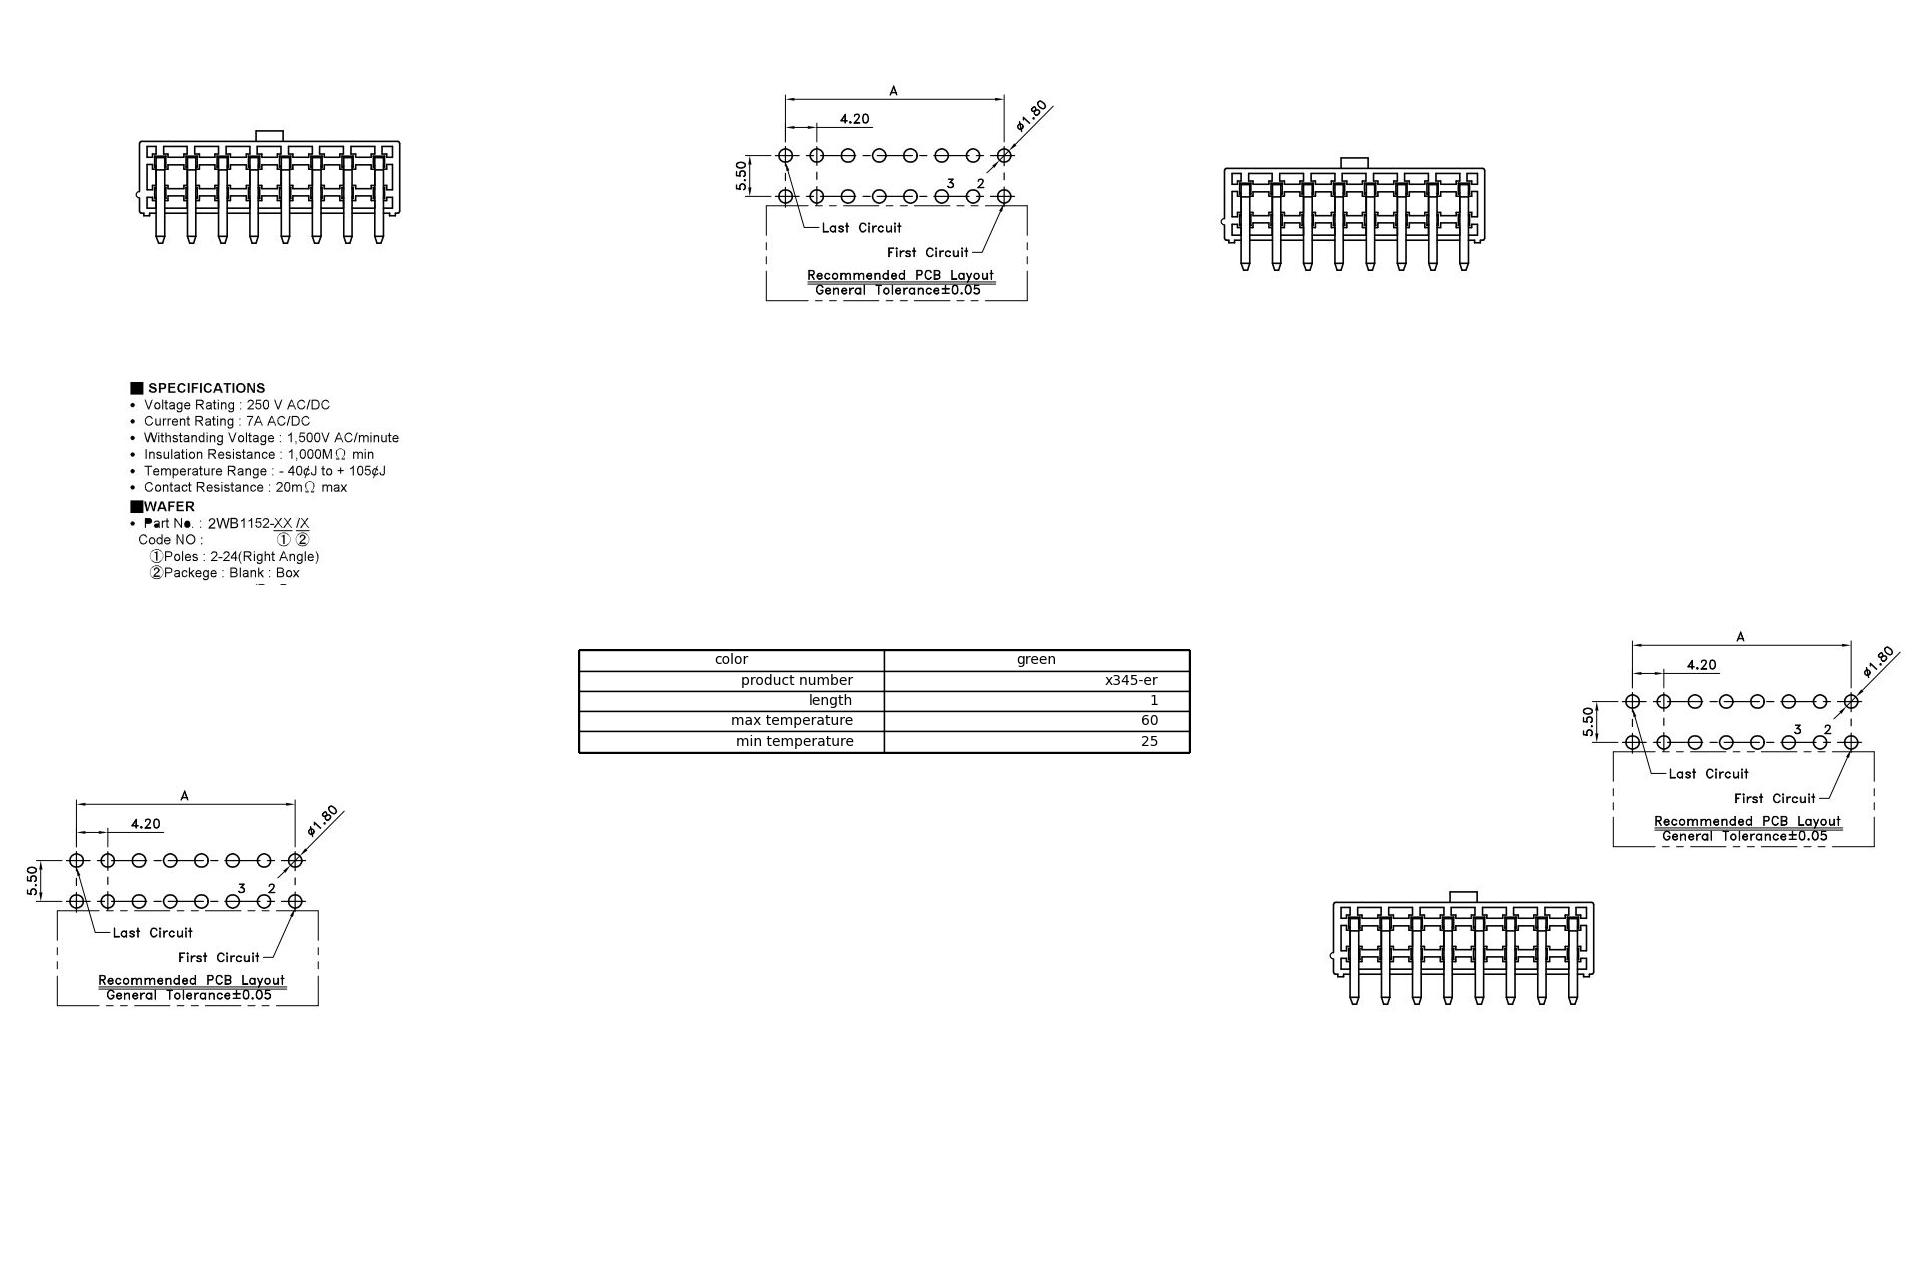 A
4.20
ø1.80
5.50
3 2
Last Circuit
First Circuit
Recommended PCB Layout
General Tolerance±0.05
■ SPECIFICATIONS
• Voltage Rating : 250 V AC/DC
• Current Rating : 7A AC/DC
• Withstanding Voltage : 1,500V AC/minute
• Insulation Resistance : 1,000MΩ min
• Temperature Range : - 40¢J to + 105¢J
• Contact Resistance : 20mΩ max
■WAFER
• Part No. : 2WB1152-XX /X
Code NO : ① ②
①Poles : 2-24(Right Angle)
②Packege : Blank : Box
color green
product number x345-er
length 1
max temperature 60
min temperature 25
A
4.20
ø1.80
5.50
3 2
Last Circuit
First Circuit
Recommended PCB Layout
General Tolerance±0.05
A
4.20
ø1.80
5.50
3 2
Last Circuit
First Circuit
Recommended PCB Layout
General Tolerance±0.05